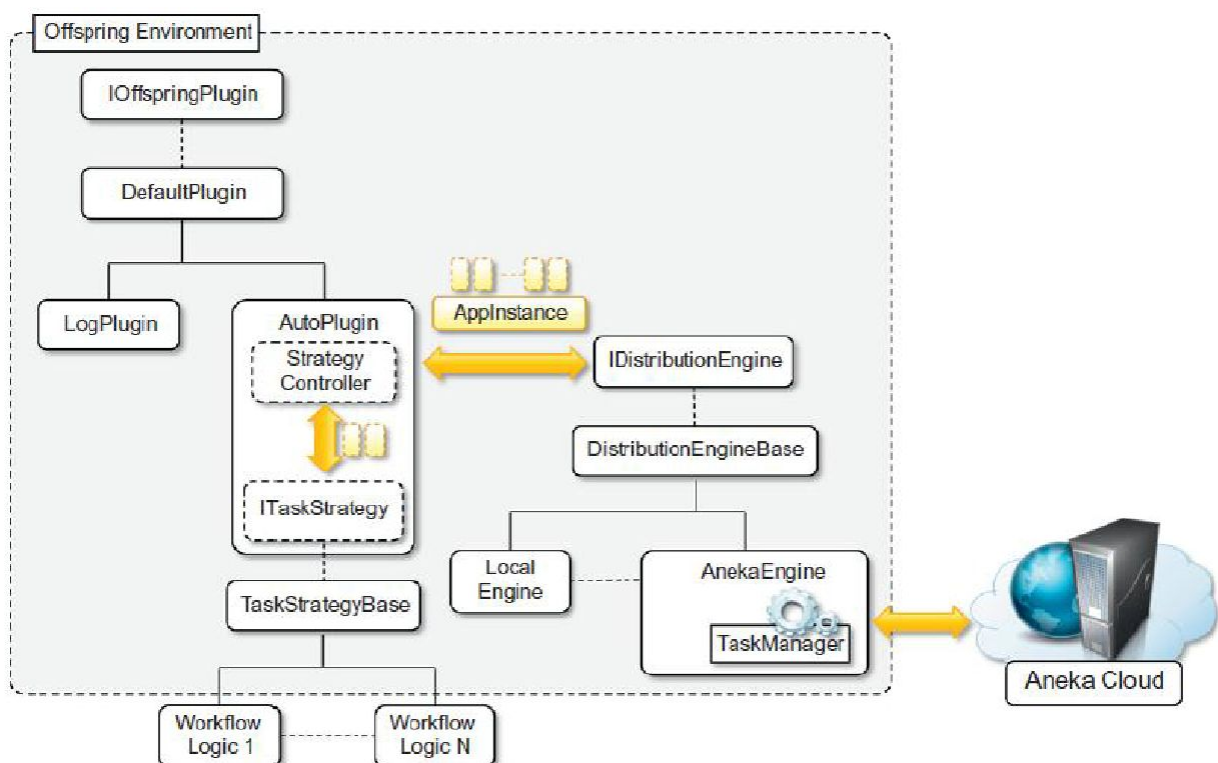 Offspring Environment
IOffspringPlugin
DefaultPlugin
LogPlugin
AutoPlugin
Strategy
Controller
ITaskStrategy
AppInstance
IDistributionEngine
DistributionEngineBase
Local
Engine
AnekaEngine
TaskManager
TaskStrategyBase
Aneka Cloud
Workflow
Logic 1
Workflow
Logic N